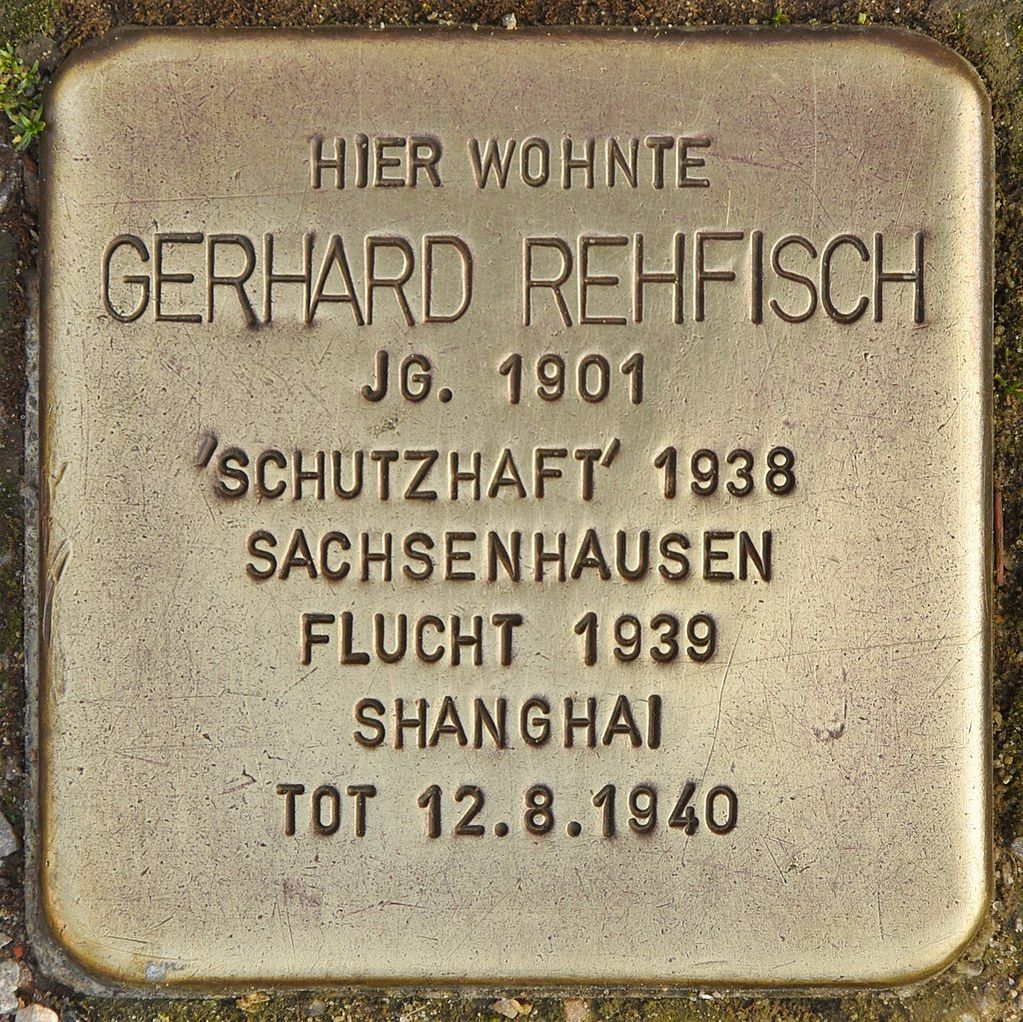 HIER WOHNTE
GERHARD REHFISCH
JG. 1901
'SCHUTZHAFT' 1938
SACHSENHAUSEN
FLUCHT 1939
SHANGHAI
TOT 12.8.1940